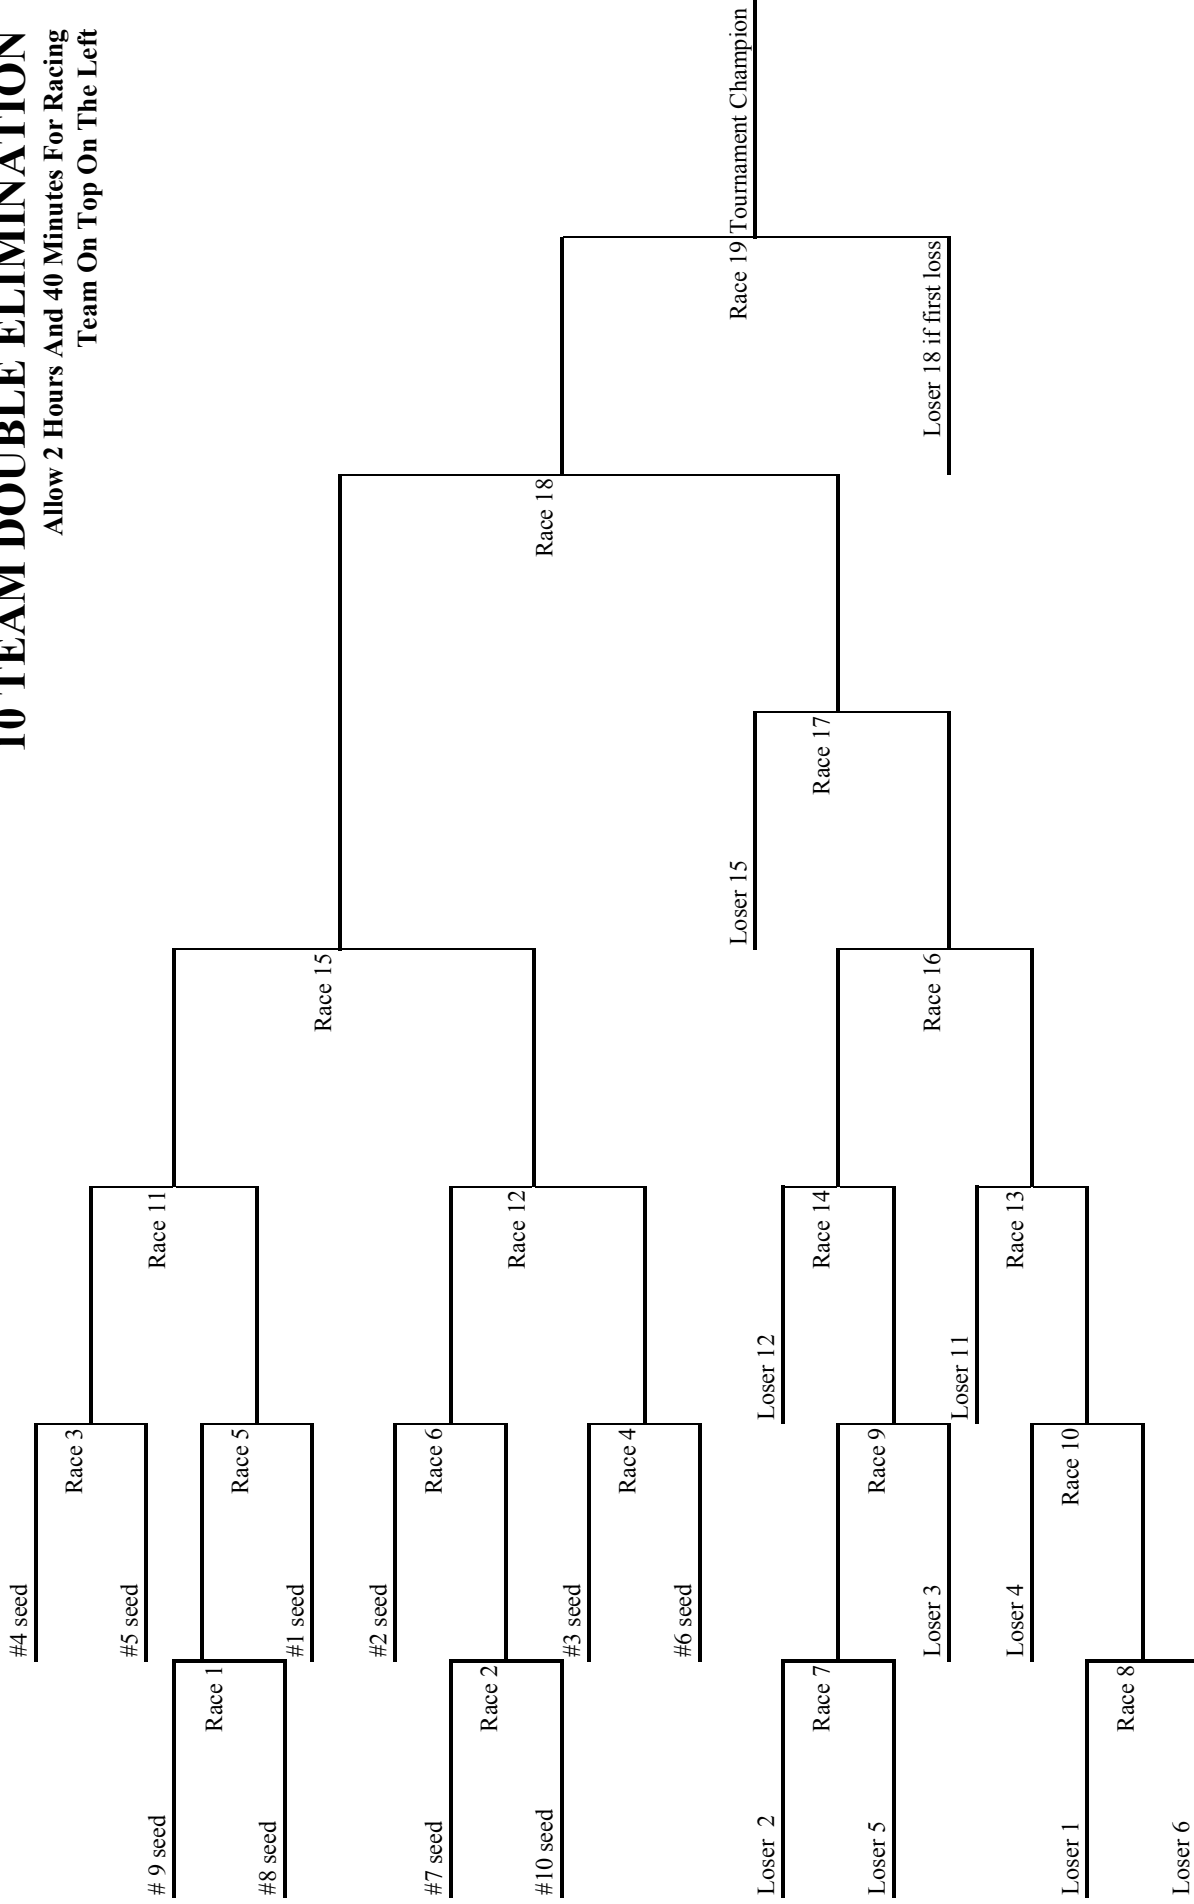 10 TEAM DOUBLE ELIMINATION
Allow 2 Hours And 40 Minutes For Racing
Team On Top On The Left
#4 seed
Race 3
#5 seed
Race 11
# 9 seed
Race 1
#8 seed
Race 5
#1 seed
Race 15
#2 seed
Race 6
#7 seed
Race 2
#10 seed
Race 12
#3 seed
Race 4
#6 seed
Race 18
Race 19
Tournament Champion
Loser 15
Race 17
Loser 18 if first loss
Loser 12
Race 14
Loser  2
Race 7
Loser 5
Race 9
Loser 3
Race 16
Loser 11
Race 13
Loser 4
Race 10
Loser 1
Race 8
Loser 6